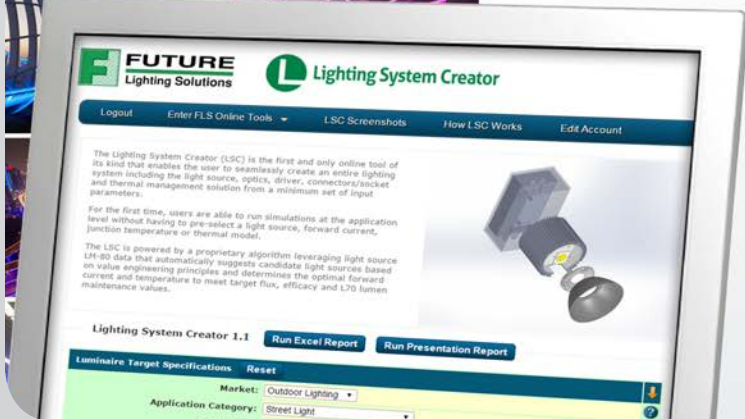 FUTURE
Lighting Solutions
L Lighting System Creator
Logout Enter FLS Online Tools LSC Screenshots How LSC Works Edit Account
The Lighting System Creator (LSC) is the first and only online tool of
its kind that enables the user to seamlessly create an entire lighting
system including the light source, optics, driver, connectors/socket
and thermal management solution from a minimum set of input
parameters.
For the first time, users are able to run simulations at the application
level without having to pre-select a light source, forward current,
junction temperature or thermal model.
The LSC is powered by a proprietary algorithm leveraging light source
LM-80 data that automatically suggests candidate light sources based
on value engineering principles and determines the optimal forward
current and temperature to meet target flux, efficacy and L70 lumen
maintenance values.
Lighting System Creator 1.1 Run Excel Report Run Presentation Report
Luminaire Target Specifications Reset
Market: Outdoor Lighting
?
Application Category: Street Light